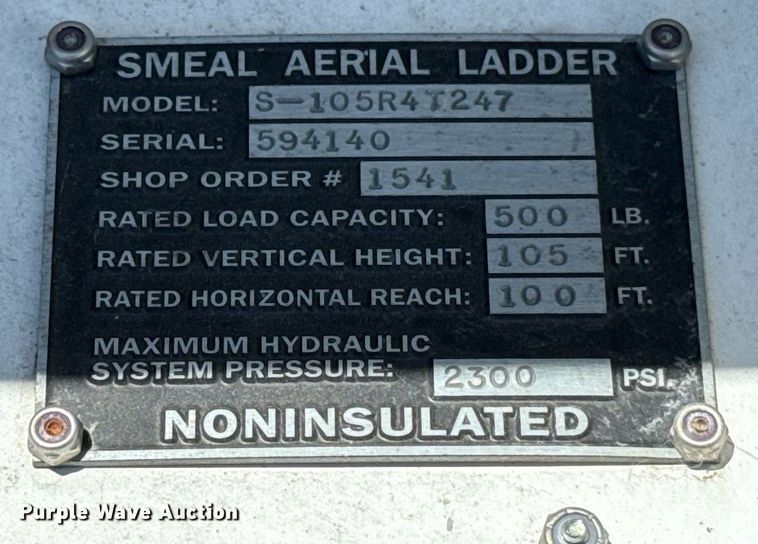 SMEAL AERIAL LADDER
MODEL: S-105R4T247
SERIAL: 594140
SHOP ORDER # 1541
RATED LOAD CAPACITY: 500 LB.
RATED VERTICAL HEIGHT: 105 FT.
RATED HORIZONTAL REACH: 100 FT.
MAXIMUM HYDRAULIC
SYSTEM PRESSURE: 2300 PSI.
NONINSULATED
Purple Wave Auction